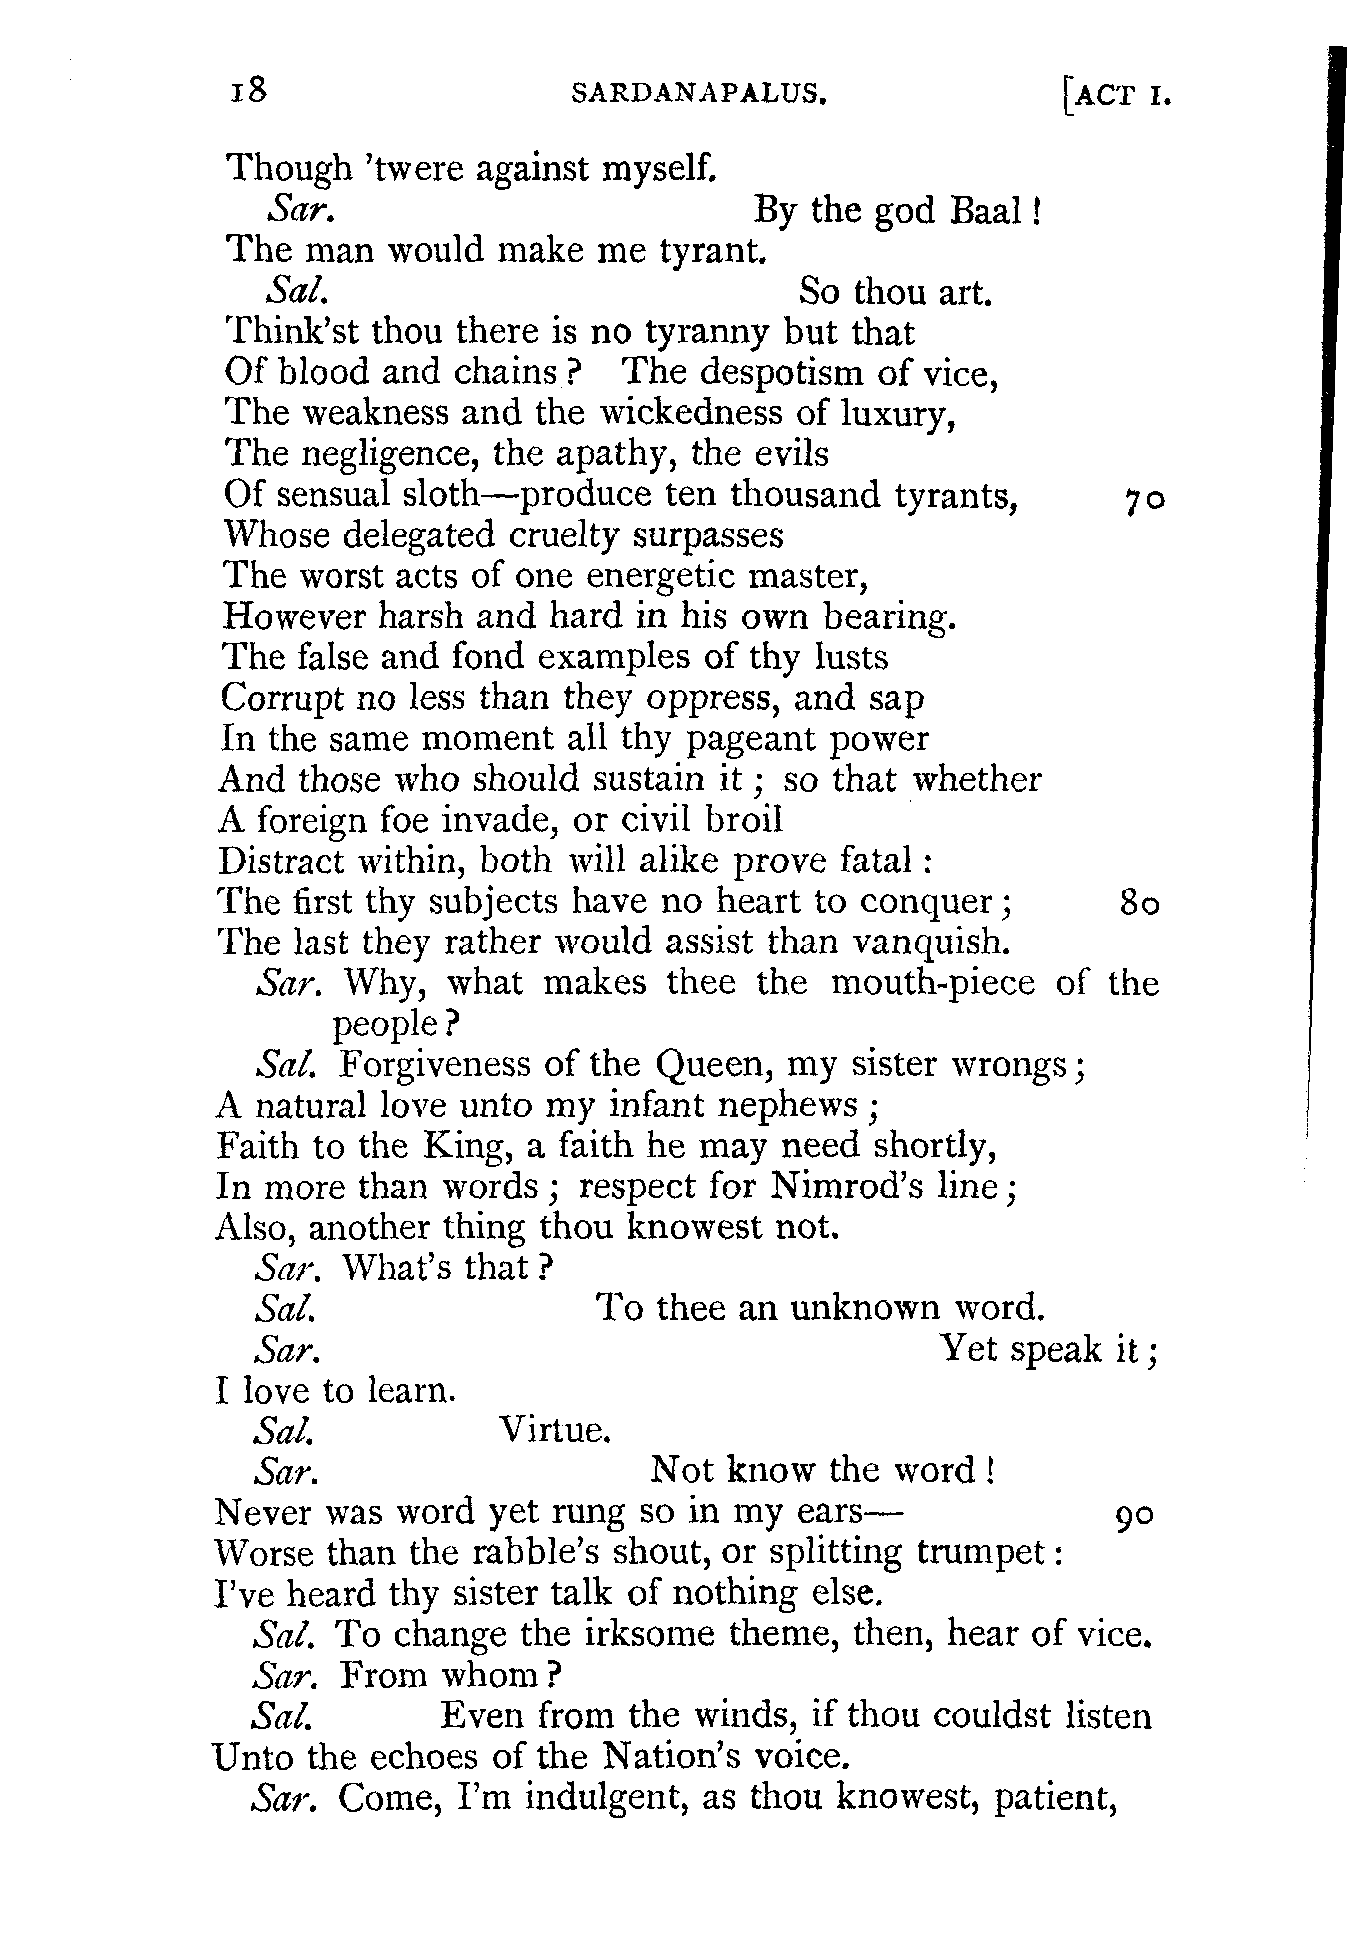 18 SARDANAPALUS. [ACT I.
Though 'twere against myself.
Sar. By the god Baal!
The man would make me tyrant.
Sal. So thou art.
Think'st thou there is no tyranny but that
Of blood and chains? The despotism of vice,
The weakness and the wickedness of luxury,
The negligence, the apathy, the evils
Of sensual sloth—produce ten thousand tyrants, 70
Whose delegated cruelty surpasses
The worst acts of one energetic master,
However harsh and hard in his own bearing.
The false and fond examples of thy lusts
Corrupt no less than they oppress, and sap
In the same moment all thy pageant power
And those who should sustain it; so that whether
A foreign foe invade, or civil broil
Distract within, both will alike prove fatal:
The first thy subjects have no heart to conquer; 80
The last they rather would assist than vanquish.
Sar. Why, what makes thee the mouth-piece of the
people?
Sal. Forgiveness of the Queen, my sister wrongs;
A natural love unto my infant nephews;
Faith to the King, a faith he may need shortly,
In more than words; respect for Nimrod's line;
Also, another thing thou knowest not.
Sar. What's that?
Sal. To thee an unknown word.
Sar. Yet speak it;
I love to learn.
Sal. Virtue.
Sar. Not know the word!
Never was word yet rung so in my ears— 90
Worse than the rabble's shout, or splitting trumpet:
I've heard thy sister talk of nothing else.
Sal. To change the irksome theme, then, hear of vice.
Sar. From whom?
Sal. Even from the winds, if thou couldst listen
Unto the echoes of the Nation's voice.
Sar. Come, I'm indulgent, as thou knowest, patient,